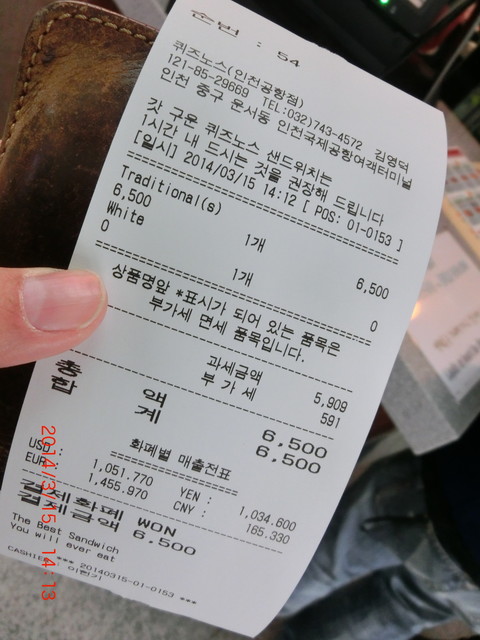 순번 : 54
퀴즈노스(인천공항점)
121-85-29669 TEL:032)743-4572 김영덕
인천 중구 운서동 인천국제공항여객터미널
갓 구운 퀴즈노스 샌드위치는
1시간 내 드시는 것을 권장해 드립니다
[일시] 2014/03/15 14:12 [ POS: 01-0153 ]
Traditional(s)
6,500 1개 6,500
White
0 1개 0
상품명앞 *표시가 되어 있는 품목은
부가세 면세 품목입니다.
과세금액 5,909
부 가 세 591
총 액 6,500
합 계 6,500
화폐별 매출전표
USD : 1,051.770 YEN : 1,034.600
EUR : 1,455.970 CNY : 165.330
결제화폐 WON
결제금액 6,500
The Best Sandwich
You will ever eat
*** 20140315-01-0153 ***
CASHIER :
2014/3/15 14:13